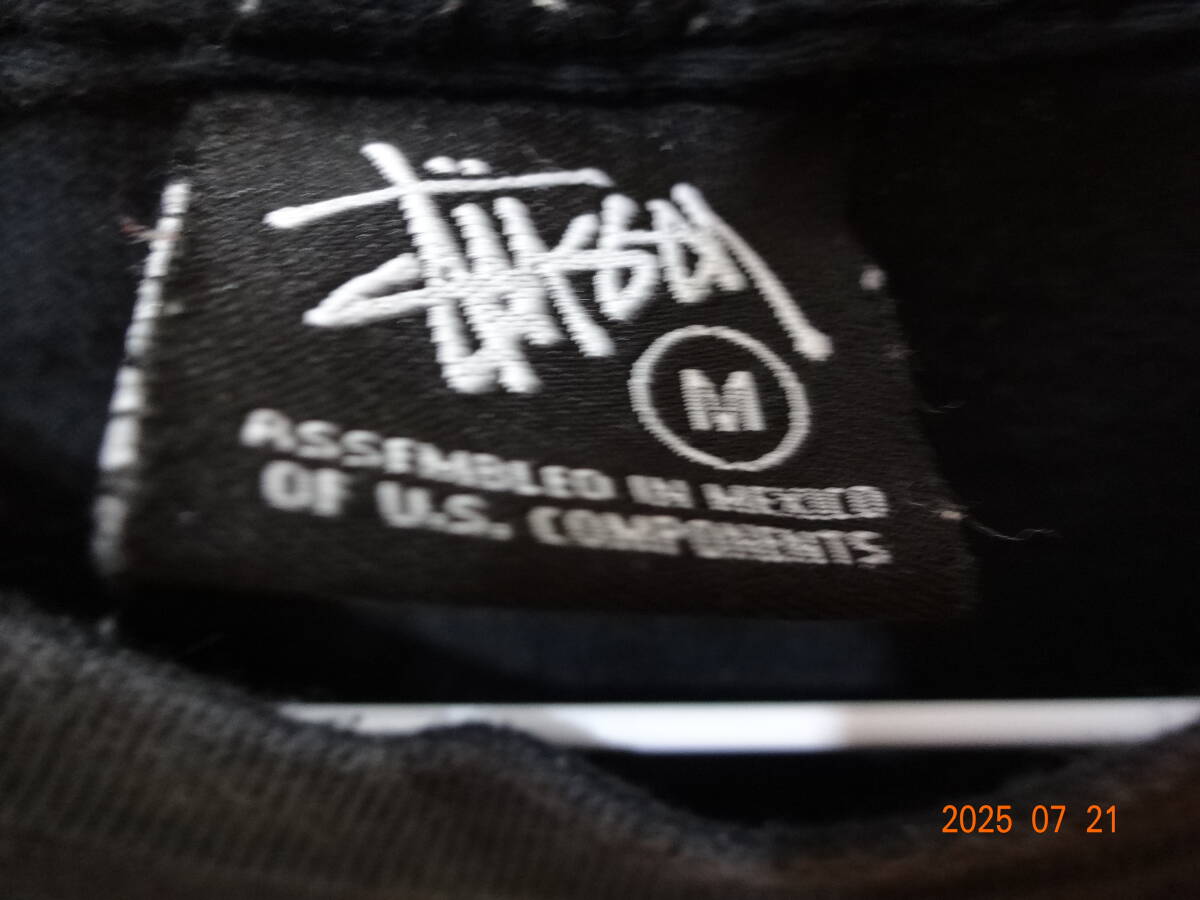 Stüssy
M
ASSEMBLED IN MEXICO
OF U.S. COMPONENTS
2025 07 21